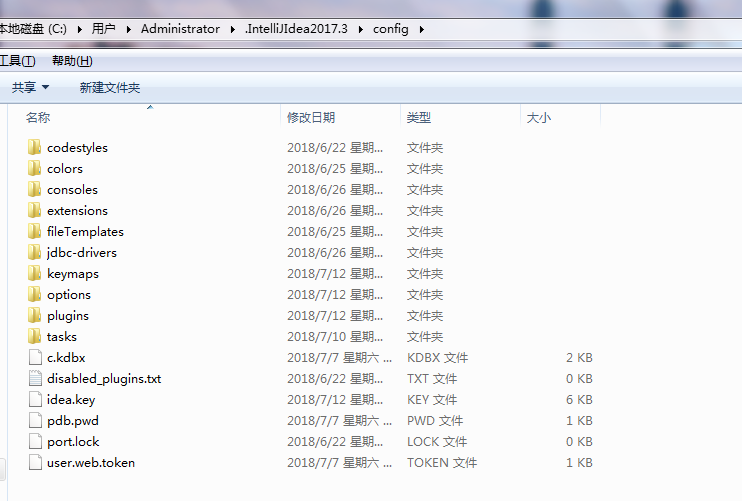 本地磁盘 (C:) 用户 Administrator .IntelliJIdea2017.3 config
工具(T) 帮助(H)
共享 新建文件夹
名称 修改日期 类型 大小
codestyles 2018/6/22 星期... 文件夹
colors 2018/6/25 星期... 文件夹
consoles 2018/6/26 星期... 文件夹
extensions 2018/6/26 星期... 文件夹
fileTemplates 2018/6/25 星期... 文件夹
jdbc-drivers 2018/6/26 星期... 文件夹
keymaps 2018/7/12 星期... 文件夹
options 2018/7/12 星期... 文件夹
plugins 2018/7/12 星期... 文件夹
tasks 2018/7/10 星期... 文件夹
c.kdbx 2018/7/7 星期六 ... KDBX 文件 2 KB
disabled_plugins.txt 2018/6/22 星期... TXT 文件 0 KB
idea.key 2018/7/12 星期... KEY 文件 6 KB
pdb.pwd 2018/7/7 星期六 ... PWD 文件 1 KB
port.lock 2018/6/22 星期... LOCK 文件 0 KB
user.web.token 2018/7/7 星期六 ... TOKEN 文件 1 KB